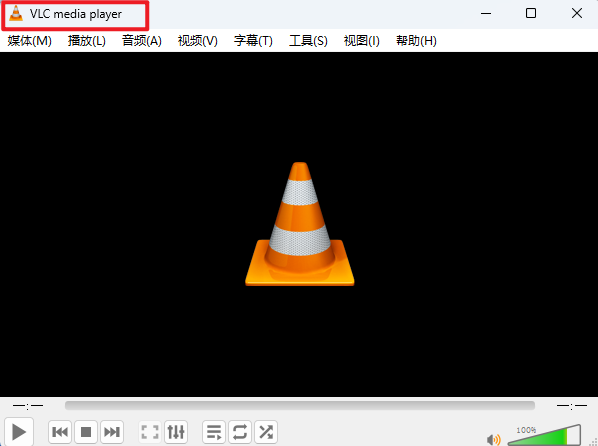 VLC media player
媒体(M) 播放(L) 音频(A) 视频(V) 字幕(T) 工具(S) 视图(I) 帮助(H)
--:-- --:--
100%